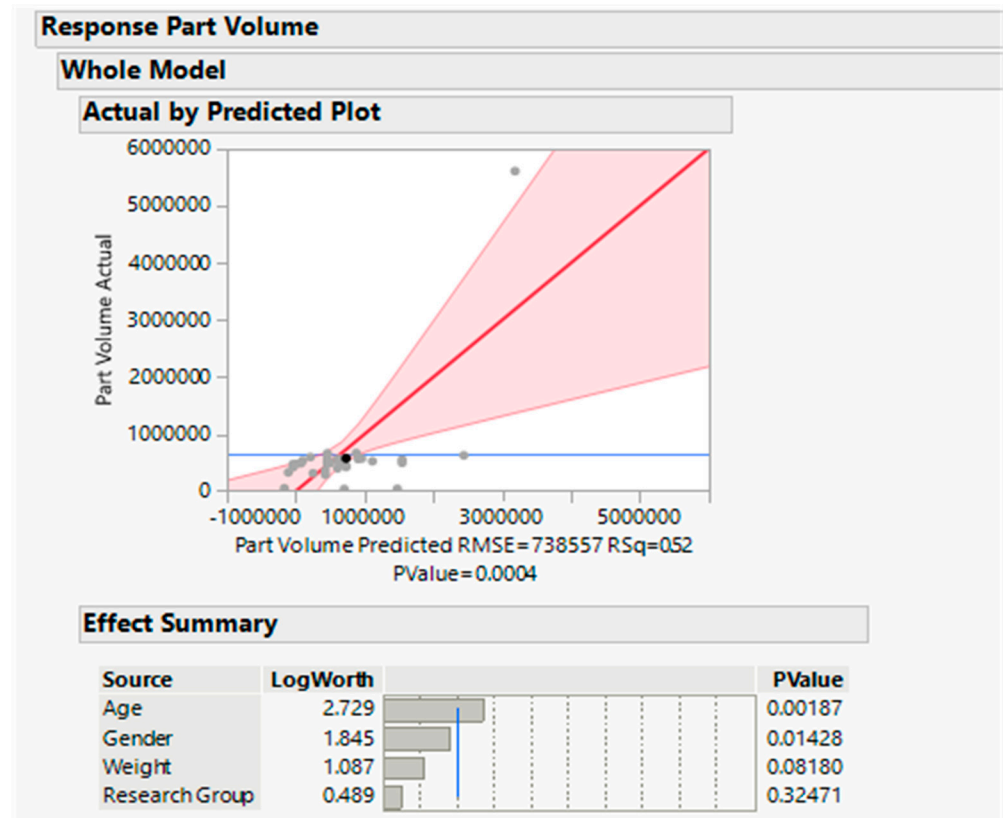 Response Part Volume
Whole Model
Actual by Predicted Plot
6000000
5000000
4000000
3000000
2000000
1000000
0
Part Volume Actual
-1000000 1000000 3000000 5000000
Part Volume Predicted RMSE=738557 RSq=052
PValue=0.0004
Effect Summary
Source LogWorth PValue
Age 2.729 0.00187
Gender 1.845 0.01428
Weight 1.087 0.08180
Research Group 0.489 0.32471